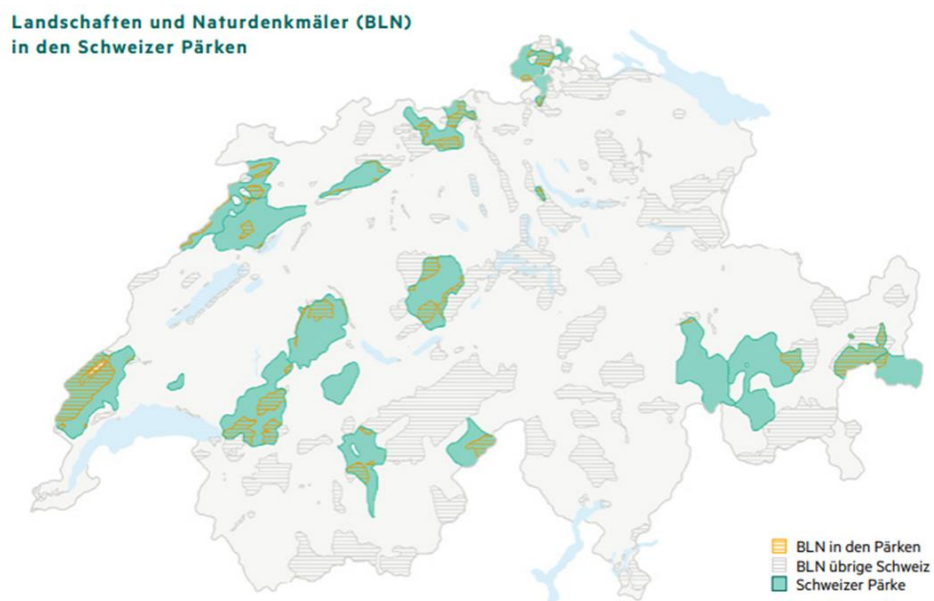 Landschaften und Naturdenkmäler (BLN)
in den Schweizer Pärken
BLN in den Pärken
BLN übrige Schweiz
Schweizer Pärke